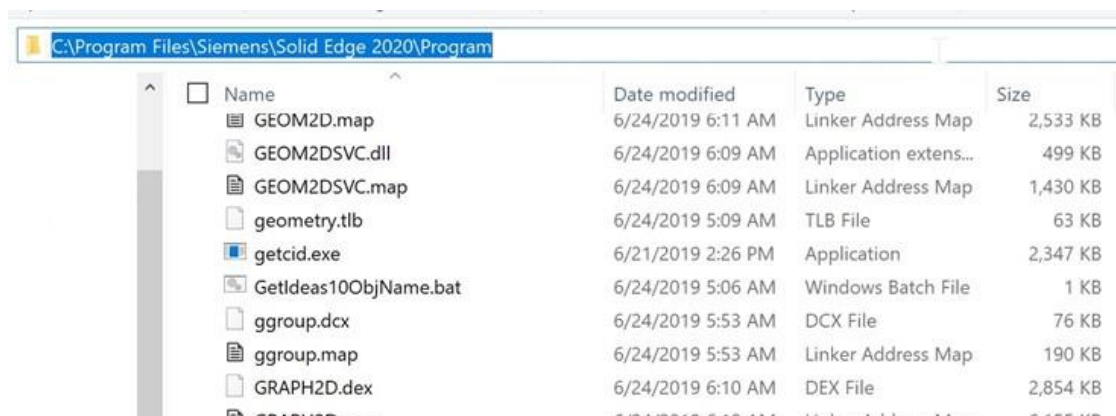 C:\Program Files\Siemens\Solid Edge 2020\Program
Name Date modified Type Size
GEOM2D.map 6/24/2019 6:11 AM Linker Address Map 2,533 KB
GEOM2DSVC.dll 6/24/2019 6:09 AM Application extens... 499 KB
GEOM2DSVC.map 6/24/2019 6:09 AM Linker Address Map 1,430 KB
geometry.tlb 6/24/2019 5:09 AM TLB File 63 KB
getcid.exe 6/21/2019 2:26 PM Application 2,347 KB
GetIdeas10ObjName.bat 6/24/2019 5:06 AM Windows Batch File 1 KB
ggroup.dcx 6/24/2019 5:53 AM DCX File 76 KB
ggroup.map 6/24/2019 5:53 AM Linker Address Map 190 KB
GRAPH2D.dex 6/24/2019 6:10 AM DEX File 2,854 KB